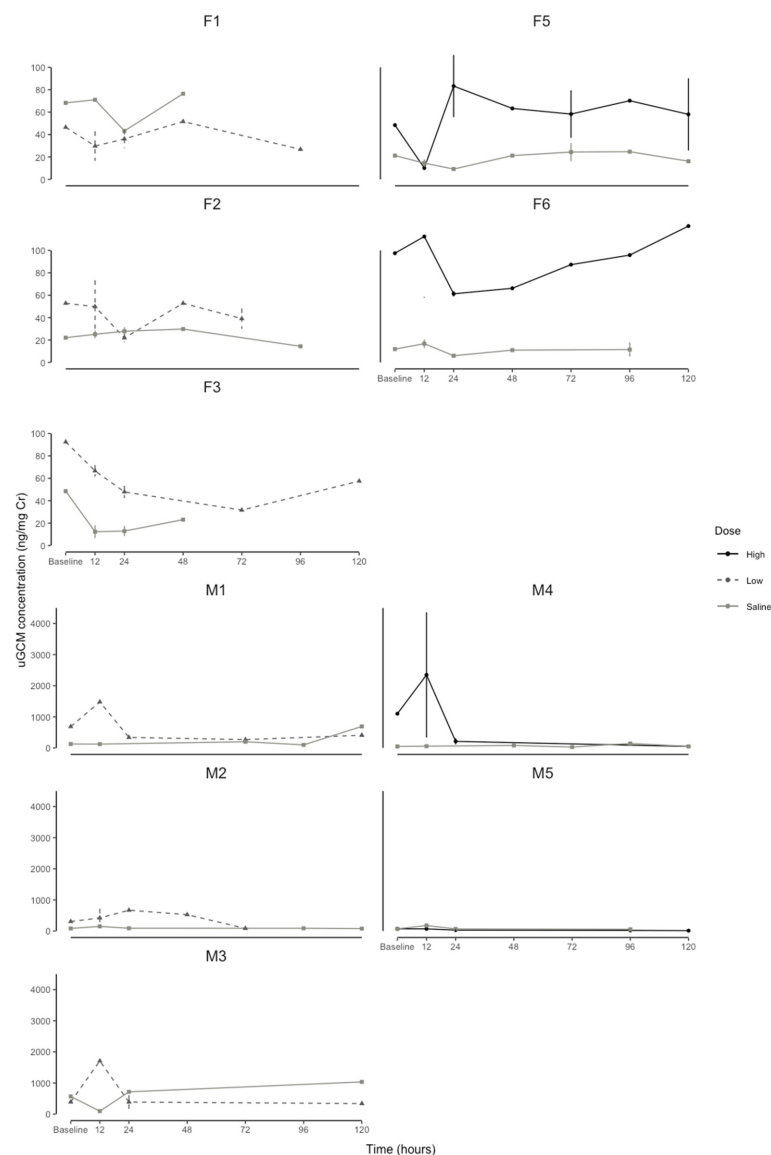 F1
F5
100
80
60
40
20
0
F2
F6
100
80
60
40
20
0
Baseline 12 24 48 72 96 120
F3
100
80
60
40
20
0
Baseline 12 24 48 72 96 120
uGCM concentration (ng/mg Cr)
Dose
High
Low
Saline
M1
M4
4000
3000
2000
1000
0
M2
M5
4000
3000
2000
1000
0
Baseline 12 24 48 72 96 120
M3
4000
3000
2000
1000
0
Baseline 12 24 48 72 96 120
Time (hours)